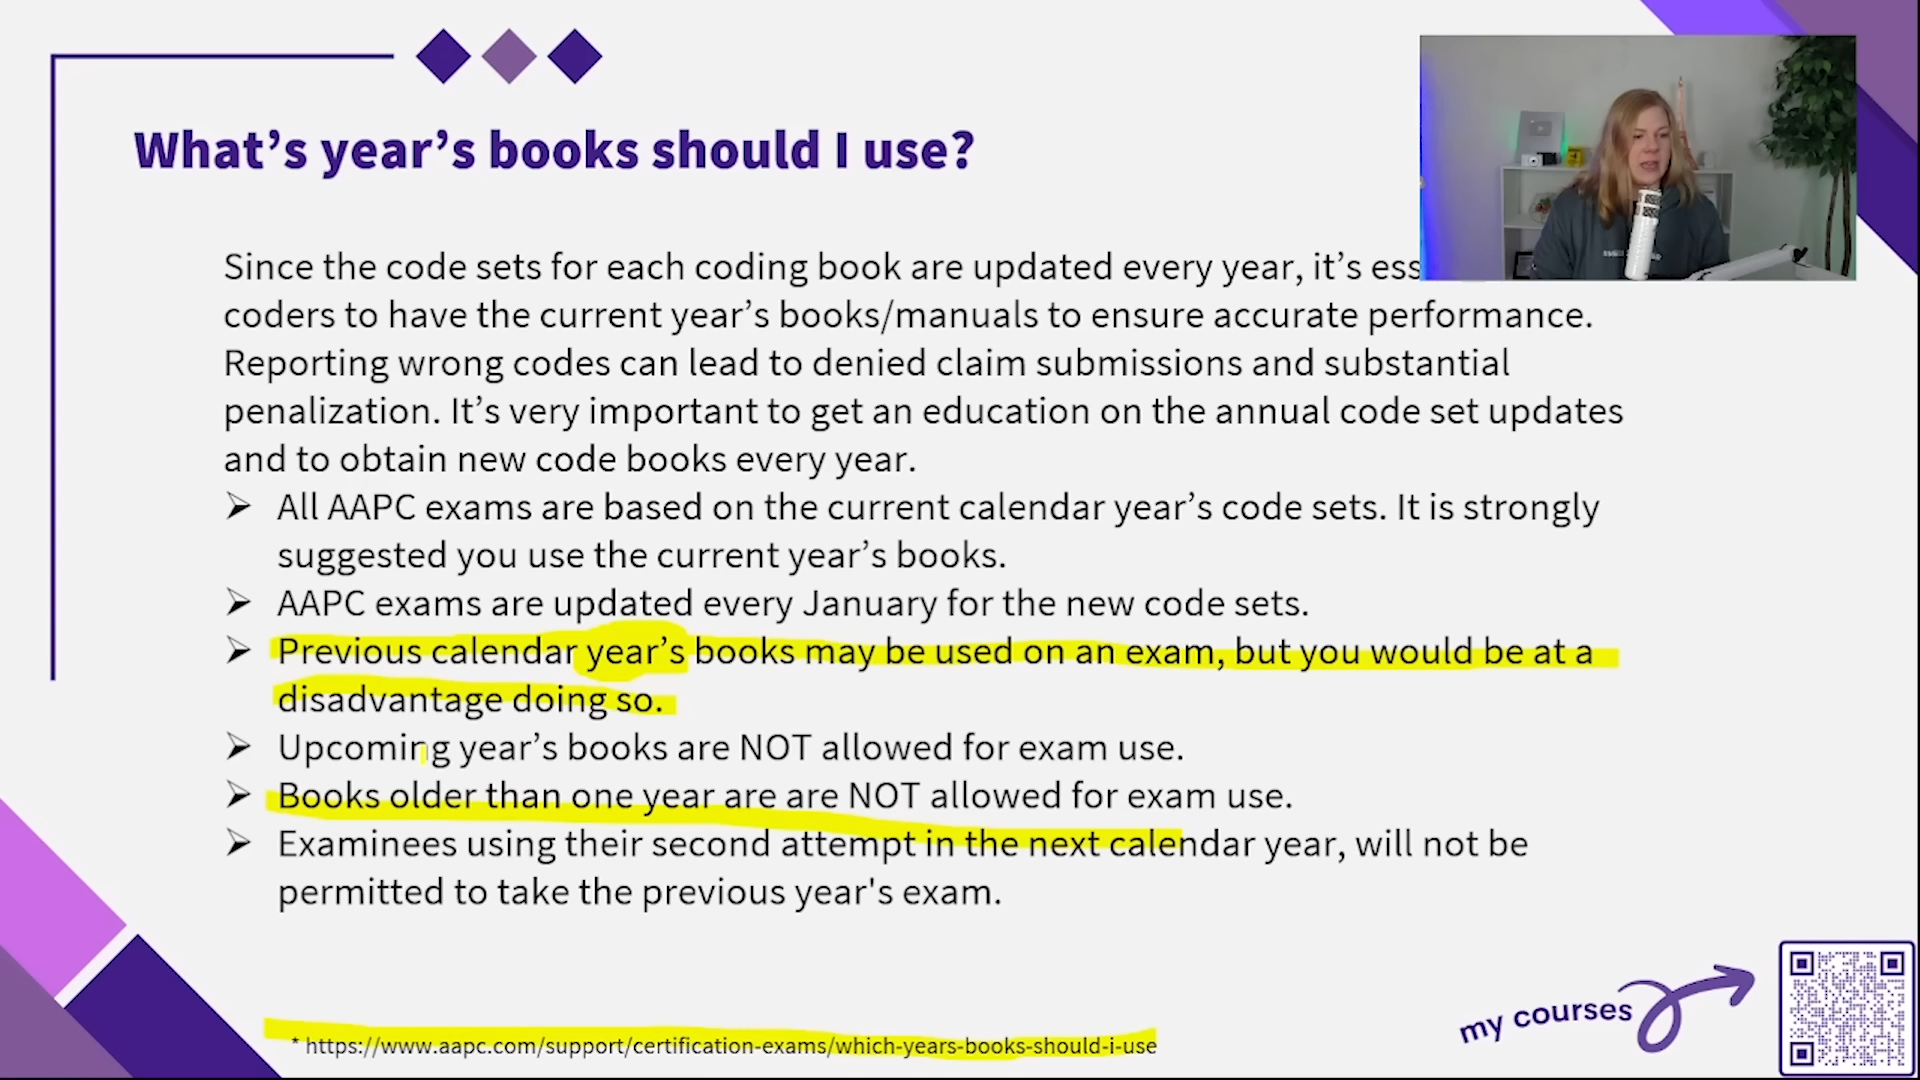 What’s year’s books should I use?
Since the code sets for each coding book are updated every year, it’s ess
coders to have the current year’s books/manuals to ensure accurate performance.
Reporting wrong codes can lead to denied claim submissions and substantial
penalization. It’s very important to get an education on the annual code set updates
and to obtain new code books every year.
➢ All AAPC exams are based on the current calendar year’s code sets. It is strongly
suggested you use the current year’s books.
➢ AAPC exams are updated every January for the new code sets.
➢ Previous calendar year’s books may be used on an exam, but you would be at a
disadvantage doing so.
➢ Upcoming year’s books are NOT allowed for exam use.
➢ Books older than one year are are NOT allowed for exam use.
➢ Examinees using their second attempt in the next calendar year, will not be
permitted to take the previous year's exam.
my courses
* https://www.aapc.com/support/certification-exams/which-years-books-should-i-use